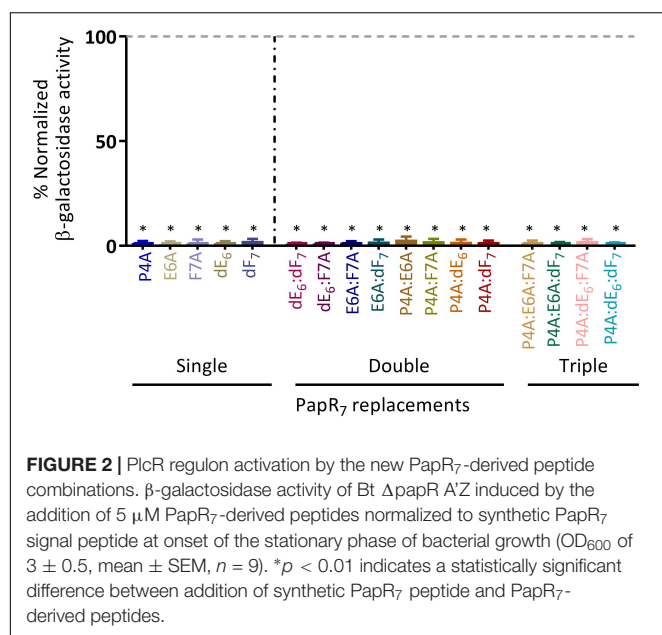 % Normalized
β-galactosidase activity
100
50
0
* * * * * * * * * * * * * * * * *
P4A E6A F7A dE₆ dF₇ dE₆:dF₇ dE₆:F7A E6A:F7A E6A:dF₇ P4A:E6A P4A:F7A P4A:dE₆ P4A:dF₇ P4A:E6A:F7A P4A:E6A:dF₇ P4A:dE₆:F7A P4A:dE₆:dF₇
Single Double Triple
PapR₇ replacements
FIGURE 2 | PlcR regulon activation by the new PapR₇-derived peptide
combinations. β-galactosidase activity of Bt ΔpapR A'Z induced by the
addition of 5 μM PapR₇-derived peptides normalized to synthetic PapR₇
signal peptide at onset of the stationary phase of bacterial growth (OD₆₀₀ of
3 ± 0.5, mean ± SEM, n = 9). *p < 0.01 indicates a statistically significant
difference between addition of synthetic PapR₇ peptide and PapR₇-
derived peptides.